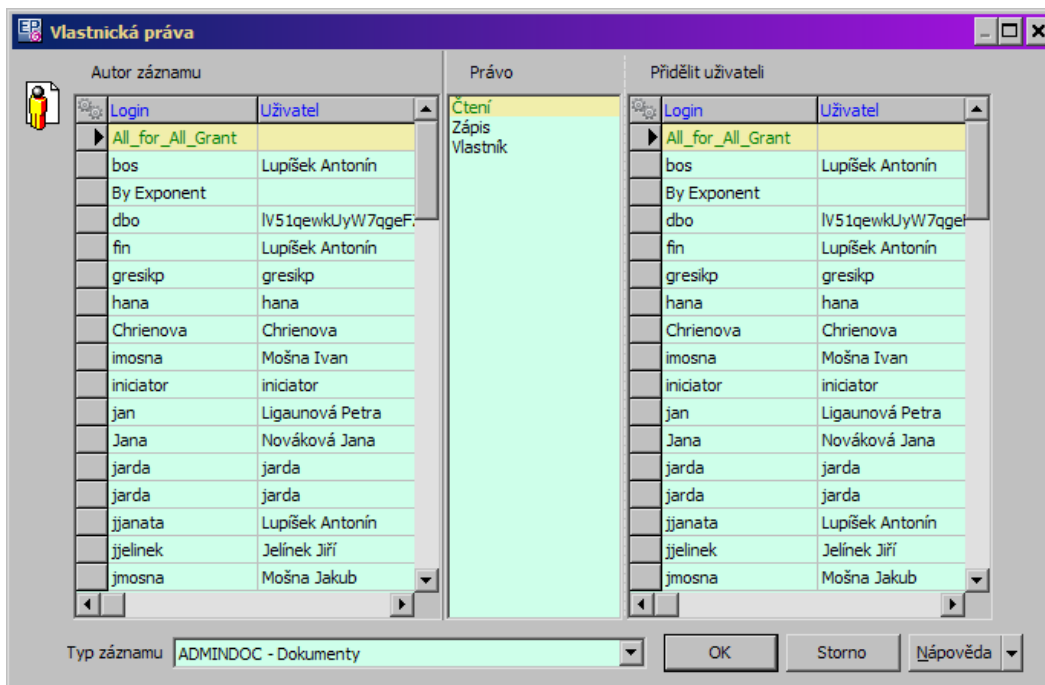 Vlastnická práva
Autor záznamu Právo Přidělit uživateli
Login Uživatel Čtení Login Uživatel
All_for_All_Grant Zápis All_for_All_Grant
bos Lupíšek Antonín Vlastník bos Lupíšek Antonín
By Exponent By Exponent
dbo lV51qewkUyW7qgeF dbo
fin Lupíšek Antonín fin Lupíšek Antonín
gresikp gresikp gresikp gresikp
hana hana hana hana
Chrienova Chrienova Chrienova Chrienova
imosna Mošna Ivan imosna Mošna Ivan
iniciator iniciator iniciator iniciator
jan Ligaunová Petra jan Ligaunová Petra
Jana Nováková Jana Jana Nováková Jana
jarda jarda jarda jarda
jarda jarda jarda jarda
jjanata Lupíšek Antonín jjanata Lupíšek Antonín
jjelinek Jelínek Jiří jjelinek Jelínek Jiří
jmosna Mošna Jakub jmosna Mošna Jakub
Typ záznamu ADMINDOC - Dokumenty OK Storno Nápověda